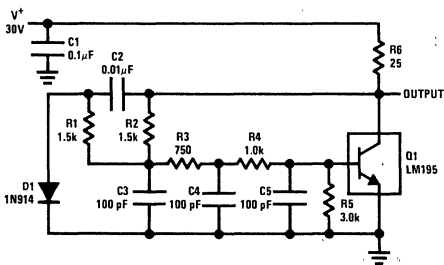 V+
30V
C1
0.1μF
C2
0.01μF
R6
25
OUTPUT
R1
1.5k
R2
1.5k
R3
750
R4
1.0k
Q1
LM195
D1
1N914
C3
100 pF
C4
100 pF
C5
100 pF
R5
3.0k